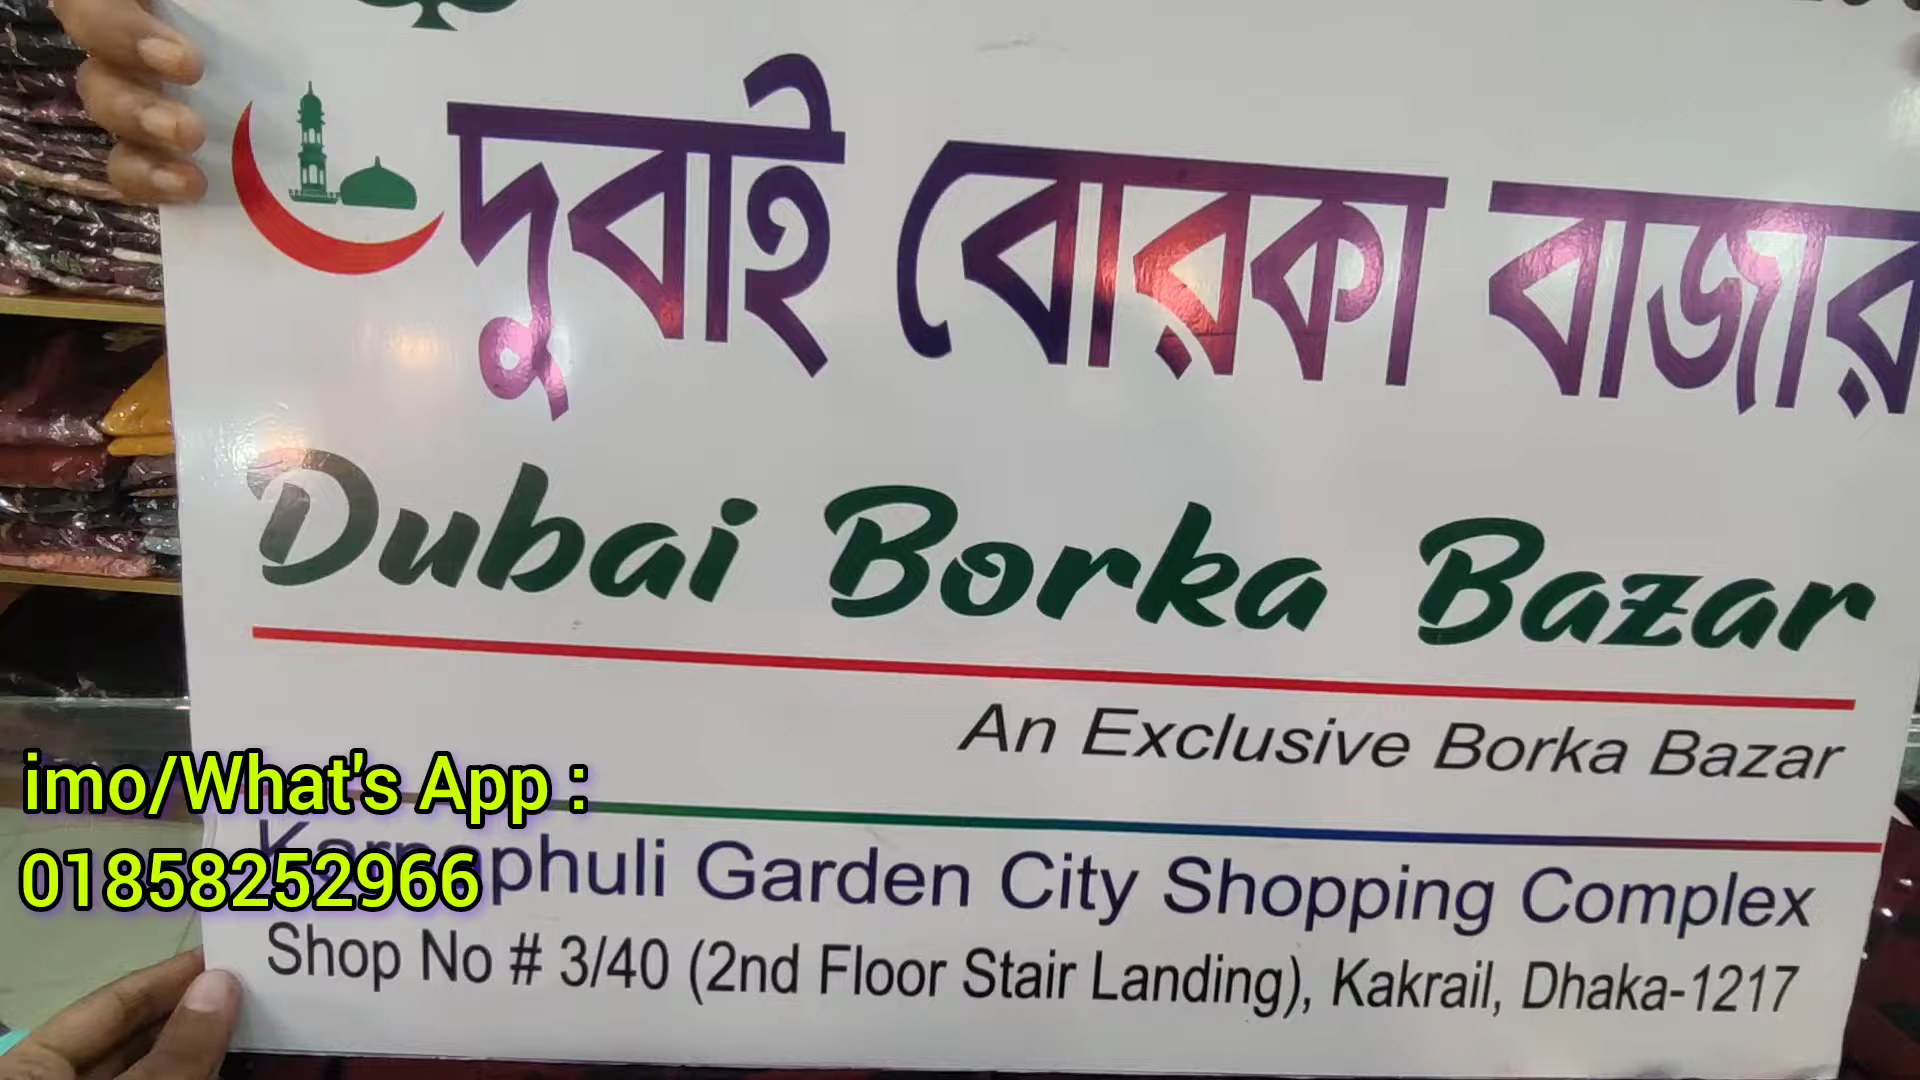 দুবাই বোরকা বাজার
Dubai Borka Bazar
An Exclusive Borka Bazar
imo/What's App :
Karnaphuli Garden City Shopping Complex
01858252966
Shop No # 3/40 (2nd Floor Stair Landing), Kakrail, Dhaka-1217